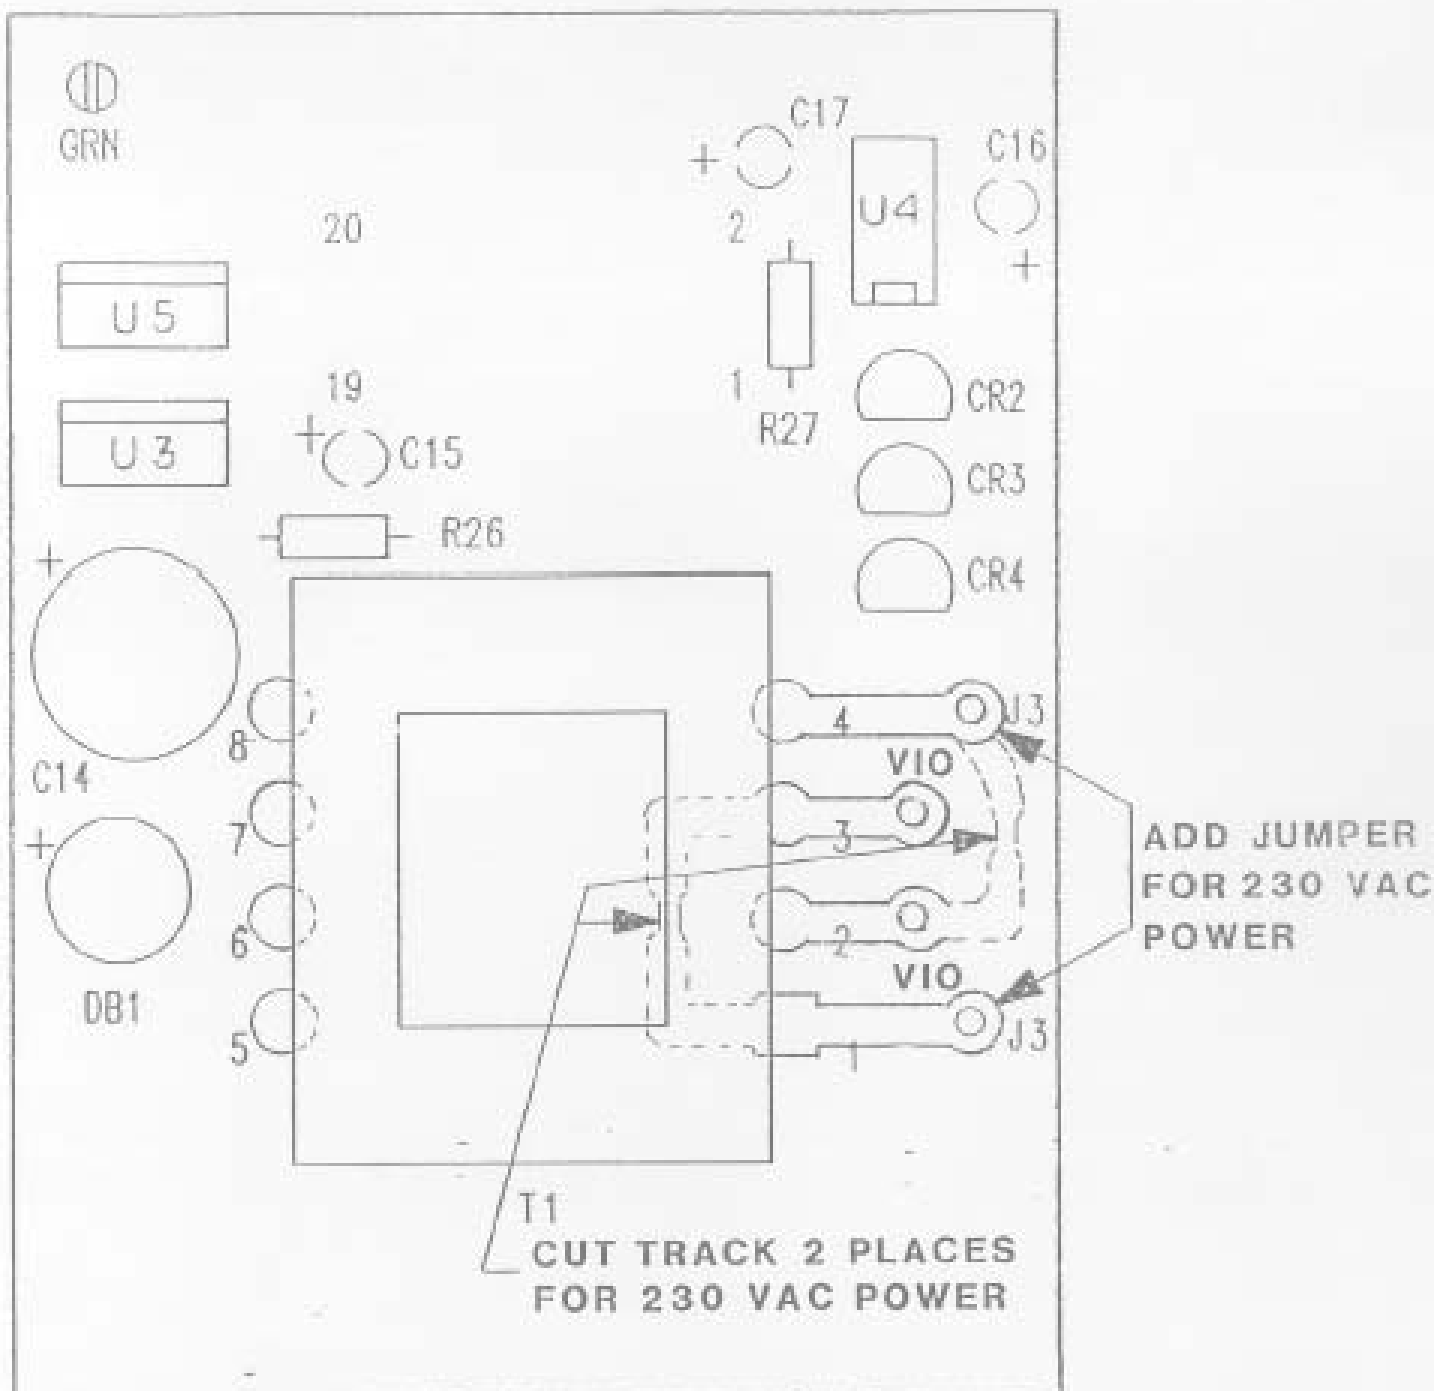 GRN
C17
C16
U4
20
2
U5
1
R27
CR2
19
+
C15
U3
+
+
CR3
R26
+
CR4
4
J3
8
VIO
C14
7
3
+
ADD JUMPER
FOR 230 VAC
POWER
6
2
VIO
DB1
5
1
J3
T1
CUT TRACK 2 PLACES
FOR 230 VAC POWER
+